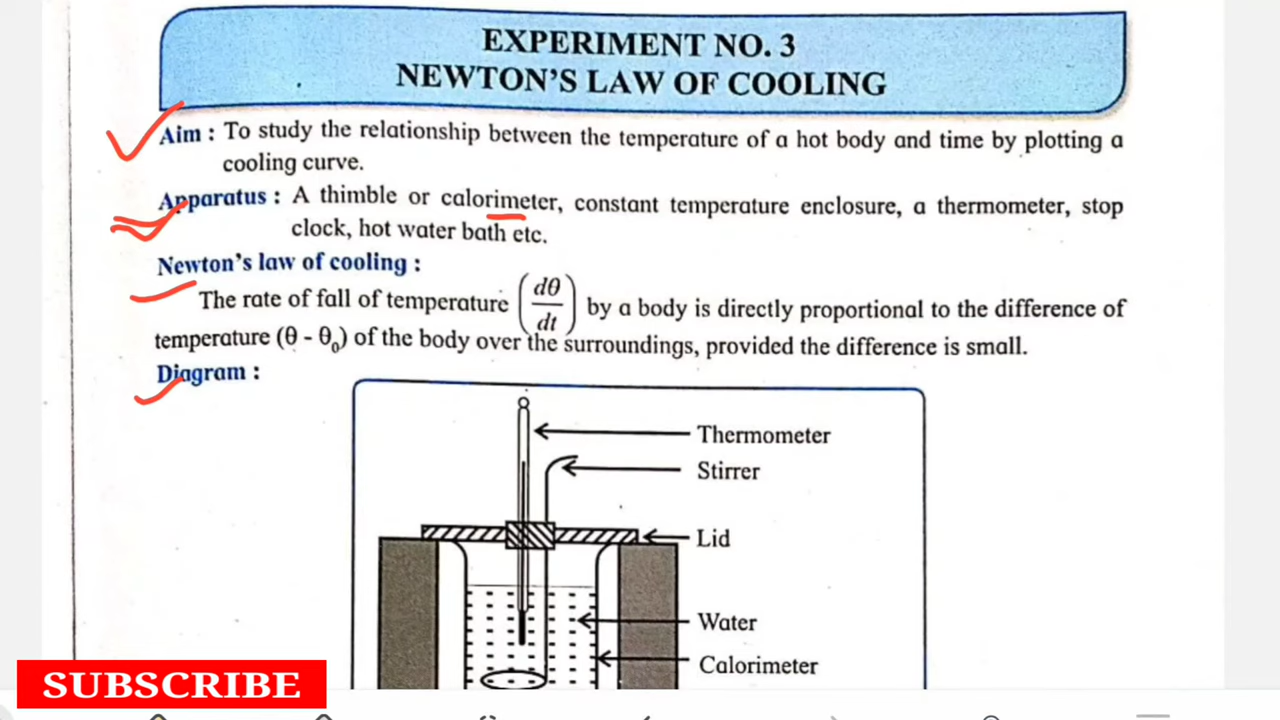 EXPERIMENT NO. 3
NEWTON'S LAW OF COOLING
Aim : To study the relationship between the temperature of a hot body and time by plotting a
cooling curve.
Apparatus : A thimble or calorimeter, constant temperature enclosure, a thermometer, stop
clock, hot water bath etc.
Newton's law of cooling :
The rate of fall of temperature (dθ/dt) by a body is directly proportional to the difference of
temperature (θ - θ₀) of the body over the surroundings, provided the difference is small.
Diagram :
Thermometer
Stirrer
Lid
Water
Calorimeter
SUBSCRIBE